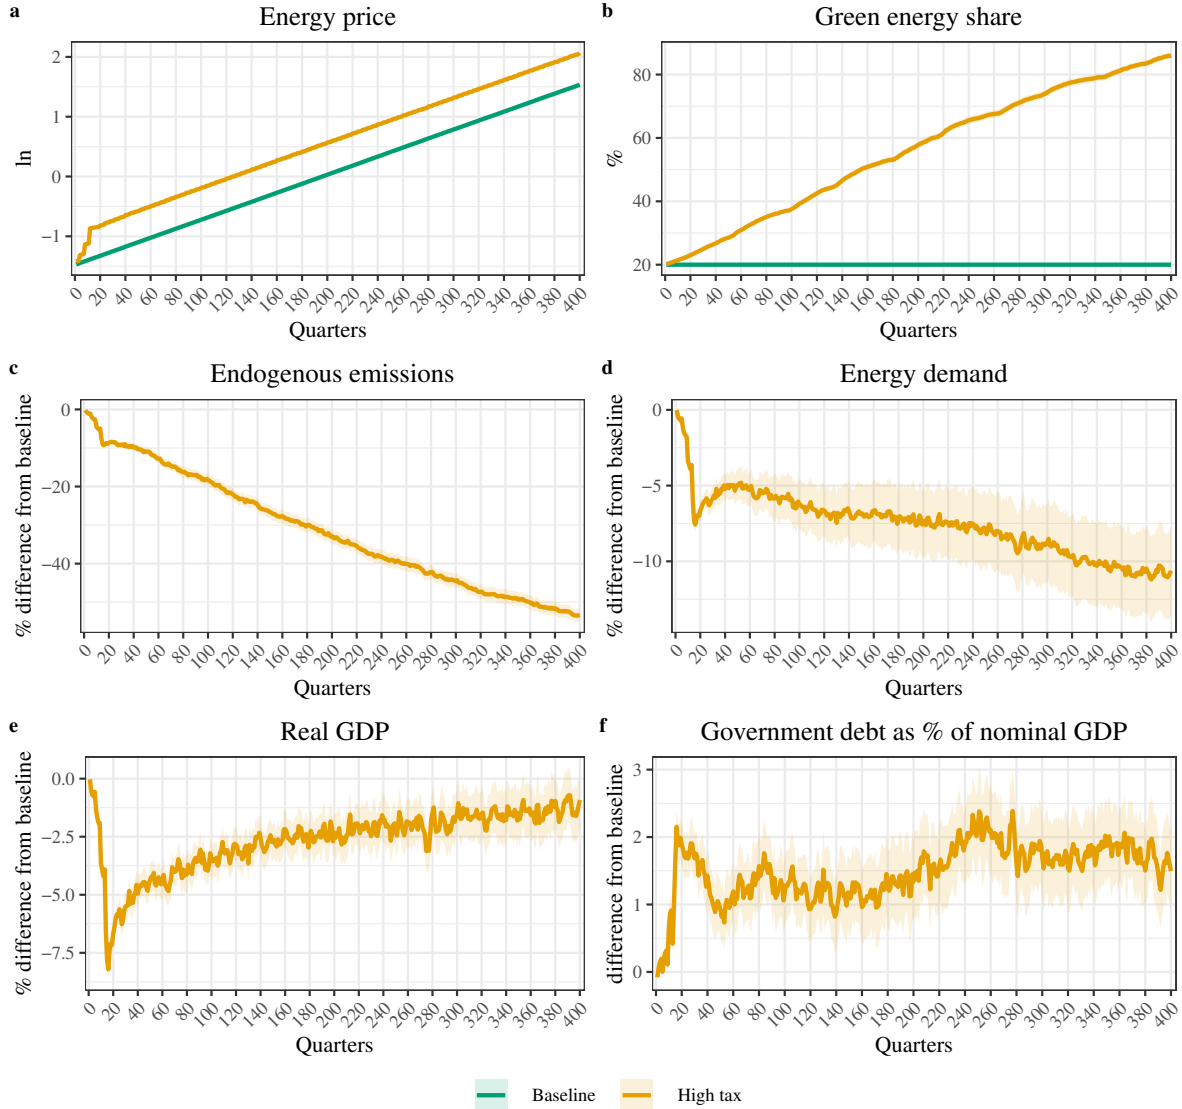 a Energy price
ln
2
1
0
−1
0 20 40 60 80 100 120 140 160 180 200 220 240 260 280 300 320 340 360 380 400
Quarters
b Green energy share
%
80
60
40
20
0 20 40 60 80 100 120 140 160 180 200 220 240 260 280 300 320 340 360 380 400
Quarters
c Endogenous emissions
% difference from baseline
0
−20
−40
0 20 40 60 80 100 120 140 160 180 200 220 240 260 280 300 320 340 360 380 400
Quarters
d Energy demand
% difference from baseline
0
−5
−10
0 20 40 60 80 100 120 140 160 180 200 220 240 260 280 300 320 340 360 380 400
Quarters
e Real GDP
% difference from baseline
0.0
−2.5
−5.0
−7.5
0 20 40 60 80 100 120 140 160 180 200 220 240 260 280 300 320 340 360 380 400
Quarters
f Government debt as % of nominal GDP
difference from baseline
3
2
1
0
0 20 40 60 80 100 120 140 160 180 200 220 240 260 280 300 320 340 360 380 400
Quarters
Baseline High tax